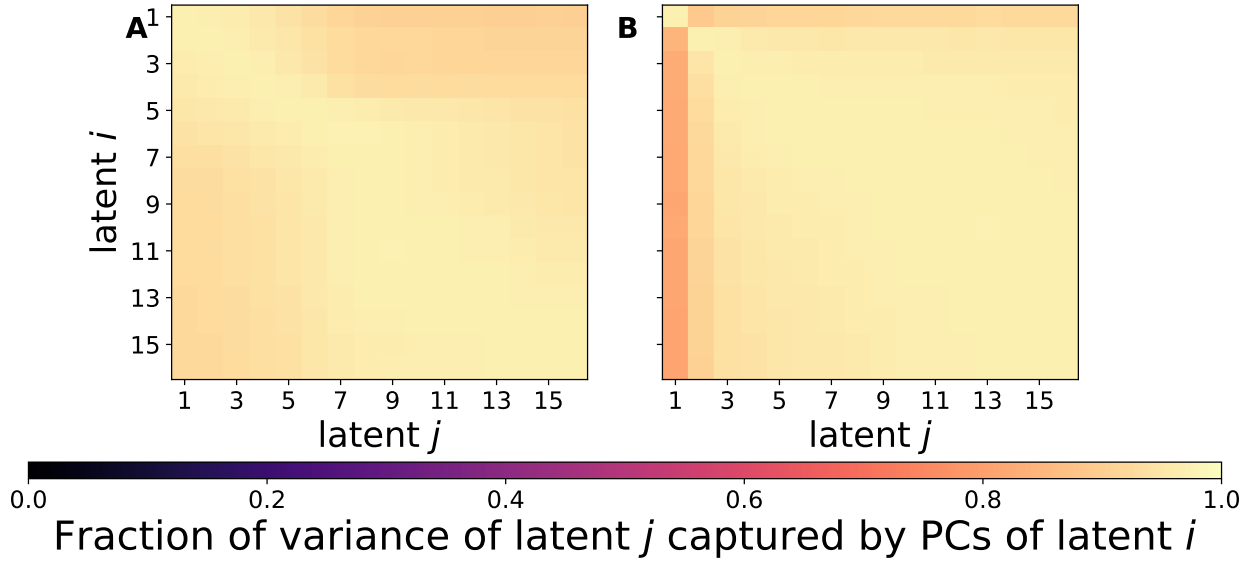 A
B
1
3
5
7
9
11
13
15
latent i
1 3 5 7 9 11 13 15
1 3 5 7 9 11 13 15
latent j
latent j
0.0 0.2 0.4 0.6 0.8 1.0
Fraction of variance of latent j captured by PCs of latent i